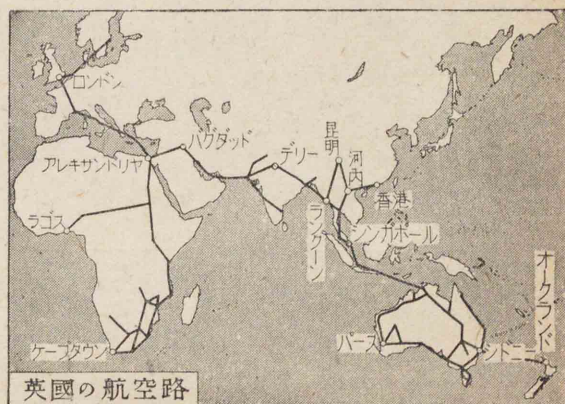 ロンドン
バグダッド
アレキサンドリヤ
デリー
昆明
河内
香港
ラゴス
ラングーン
シンガポール
オークランド
パース
シドニー
ケープタウン
英國の航空路